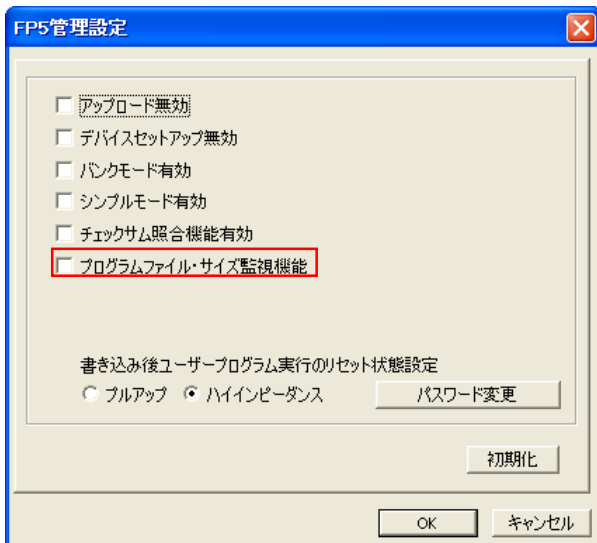 FP5管理設定
アップロード無効
デバイスセットアップ無効
バンクモード有効
シンプルモード有効
チェックサム照合機能有効
プログラムファイル・サイズ監視機能
書き込み後ユーザープログラム実行のリセット状態設定
プルアップ ハイインピーダンス パスワード変更
初期化
OK キャンセル